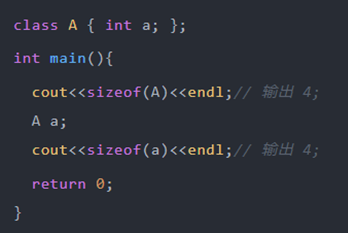 class A { int a; };
int main(){
cout<<sizeof(A)<<endl;// 输出 4;
A a;
cout<<sizeof(a)<<endl;// 输出 4;
return 0;
}